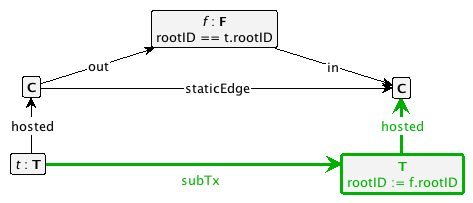 f : F
rootID == t.rootID
out
in
C
staticEdge
C
hosted
hosted
t : T
subTx
T
rootID := f.rootID